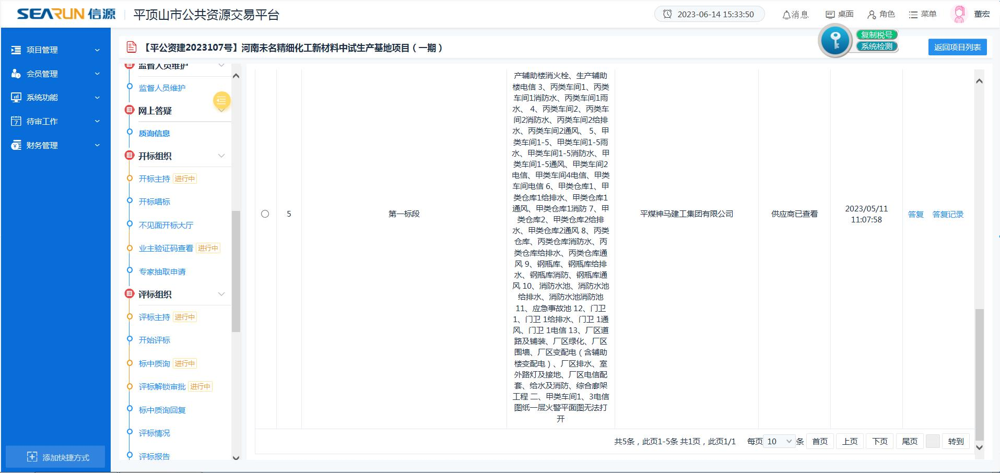 SEARUN 信源
平顶山市公共资源交易平台
2023-06-14 15:33:50
消息
桌面
角色
菜单
董宏
项目管理
会员管理
系统功能
待审工作
财务管理
添加快捷方式
【平公资建2023107号】河南未名精细化工新材料中试生产基地项目（一期）
复制税号
系统检测
返回项目列表
监督人员维护
监督人员维护
网上答疑
质询信息
开标组织
开标主持 进行中
开标唱标
不见面开标大厅
业主验证码查看 进行中
专家抽取申请
评标组织
评标主持 进行中
开始评标
标中质询 进行中
评标解锁审批 进行中
标中质询回复
评标情况
评标报告
5
第一标段
产辅助楼消火栓、生产辅助
楼电信 3、丙类车间1、丙类
车间1消防水、丙类车间1雨
水、 4、丙类车间2、丙类车
间2消防水、丙类车间2给排
水、丙类车间2通风、 5、甲
类车间1-5、甲类车间1-5雨
水、甲类车间1-5消防水、甲
类车间1-5通风、甲类车间2
电信、甲类车间4电信、甲类
车间电信 6、甲类仓库1、甲
类仓库1给排水、甲类仓库1
通风、甲类仓库1消防 7、甲
类仓库2、甲类仓库2给排
水、甲类仓库2通风 8、丙类
仓库、丙类仓库消防水、丙
类仓库给排水、丙类仓库通
风 9、钢瓶库、钢瓶库给排
水、钢瓶库消防、钢瓶库通
风 10、消防水池、消防水池
给排水、消防水池消防池
11、应急事故池 12、门卫
1、门卫 1给排水、门卫 1通
风、门卫 1电信 13、厂区道
路及铺装、厂区绿化、厂区
围墙、厂区变配电（含辅助
楼变配电）、厂区排水、室
外路灯及接地、厂区电信配
套、给水及消防、综合廊架
工程 二、甲类车间1、3电信
图纸一层火警平面图无法打
开
平煤神马建工集团有限公司
供应商已查看
2023/05/11
11:07:58
答复 答复记录
共5条，此页1-5条 共1页，此页1/1 每页 10 条 首页 上页 下页 尾页 转到